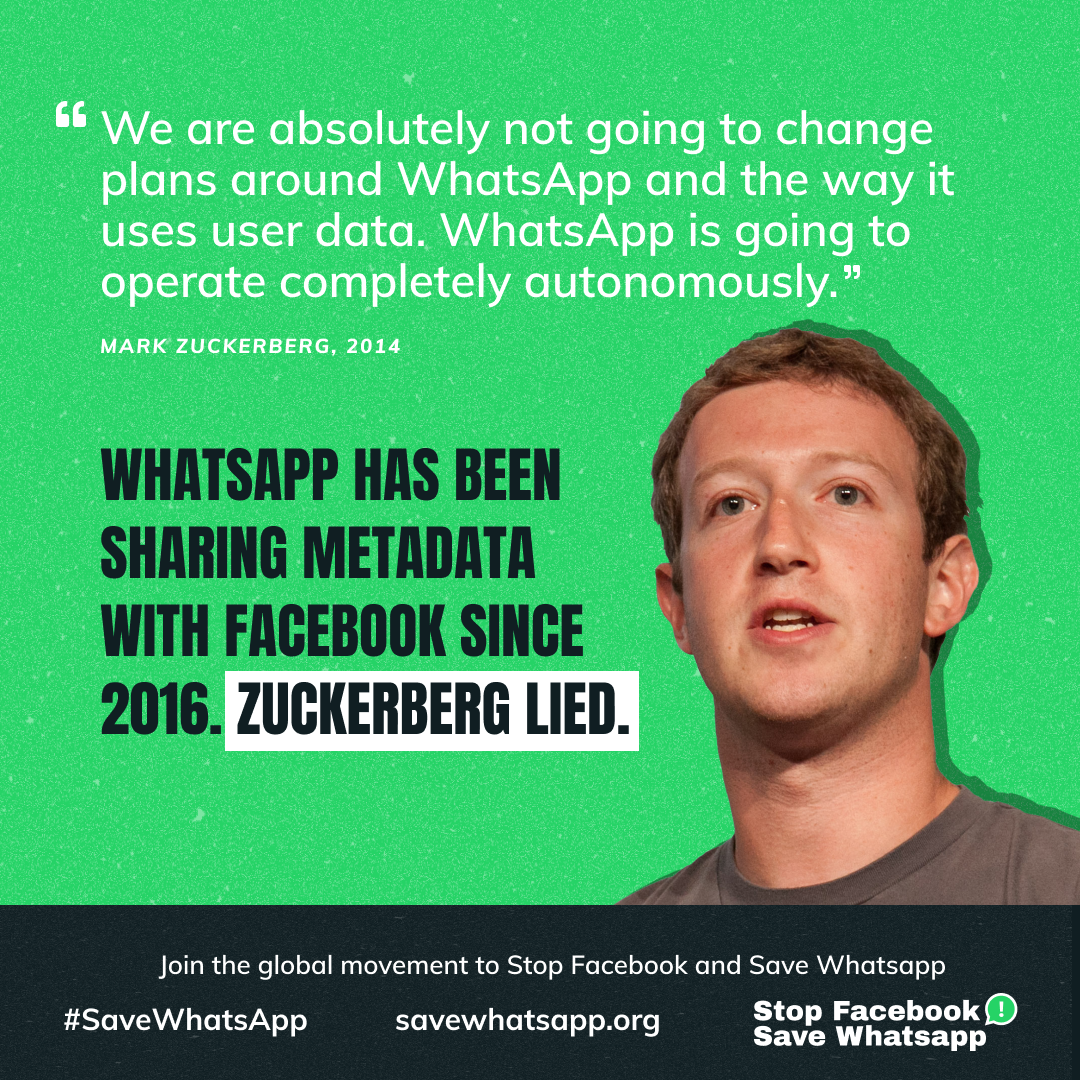 “ We are absolutely not going to change
plans around WhatsApp and the way it
uses user data. WhatsApp is going to
operate completely autonomously.”
MARK ZUCKERBERG, 2014
WHATSAPP HAS BEEN
SHARING METADATA
WITH FACEBOOK SINCE
2016. ZUCKERBERG LIED.
Join the global movement to Stop Facebook and Save Whatsapp
#SaveWhatsApp
savewhatsapp.org
Stop Facebook !
Save Whatsapp